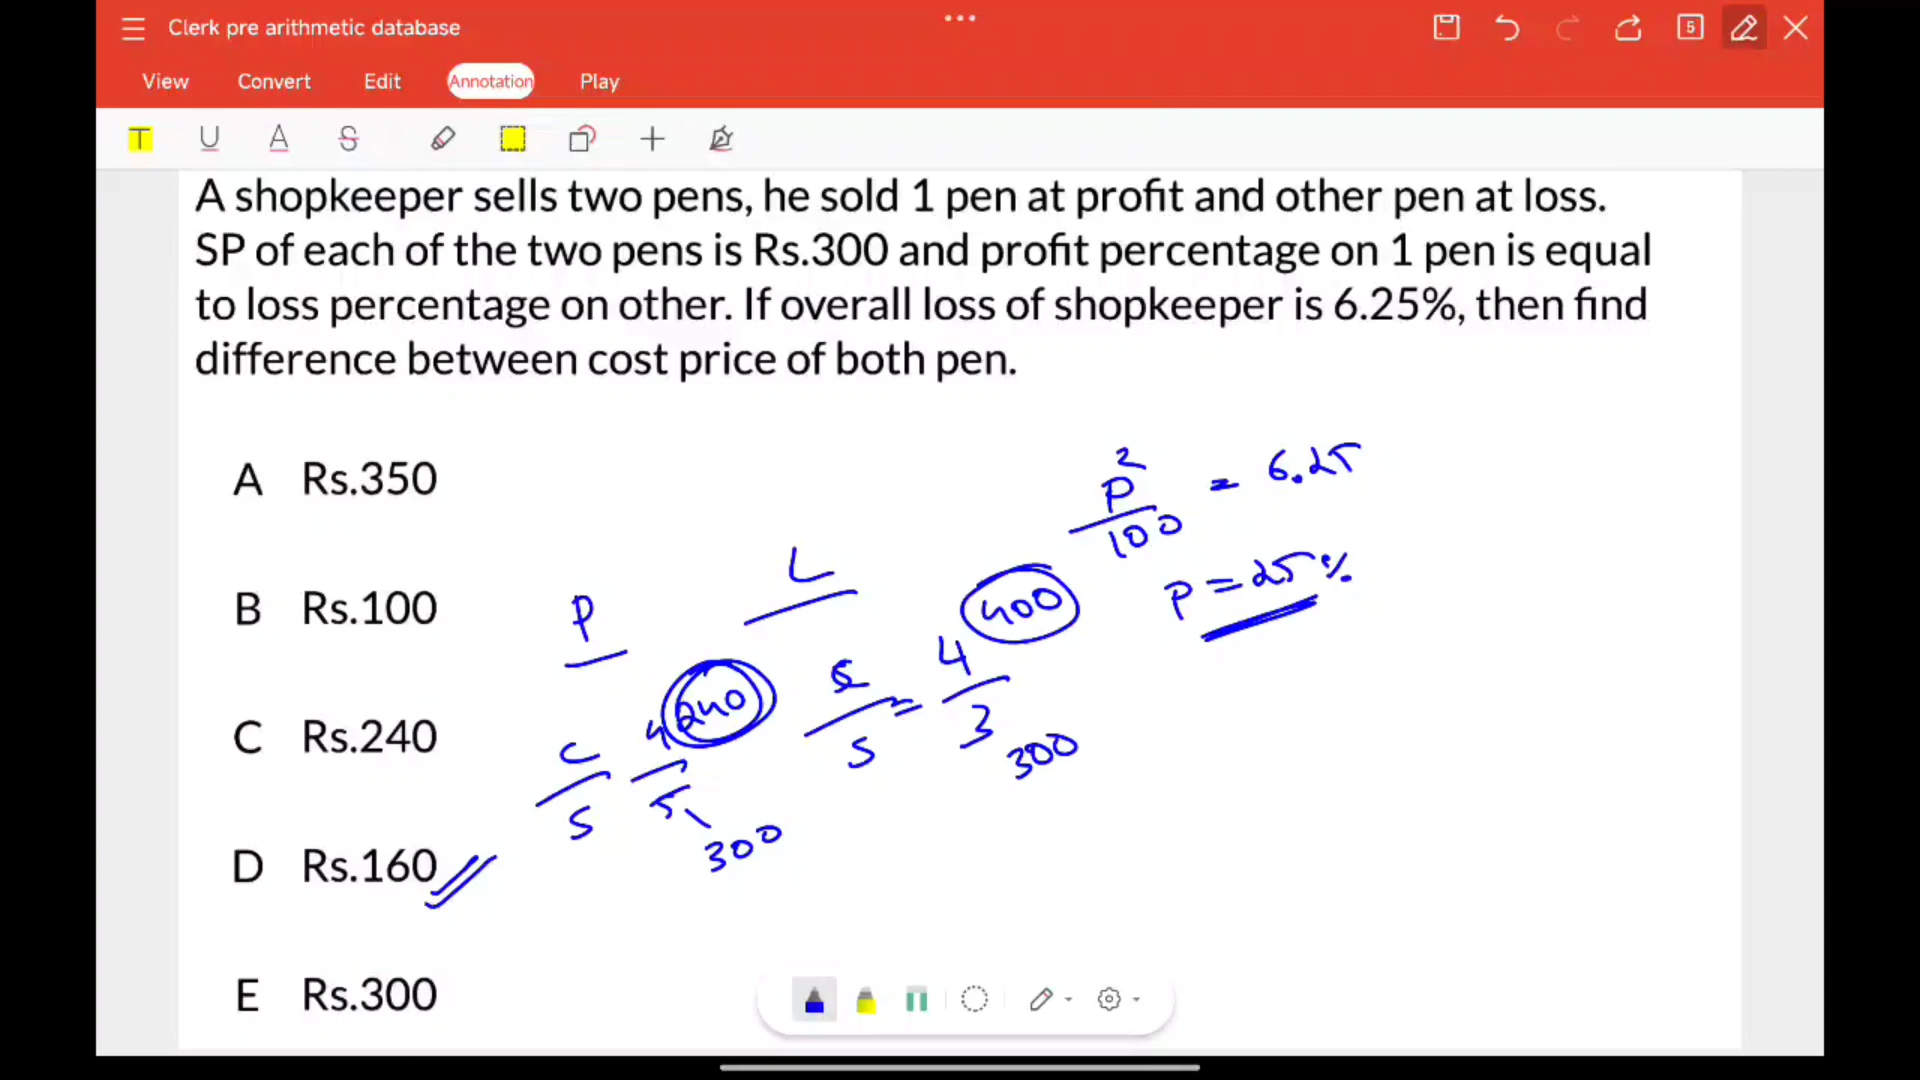 Clerk pre arithmetic database
5
View Convert Edit Annotation Play
T U A S
A shopkeeper sells two pens, he sold 1 pen at profit and other pen at loss.
SP of each of the two pens is Rs.300 and profit percentage on 1 pen is equal
to loss percentage on other. If overall loss of shopkeeper is 6.25%, then find
difference between cost price of both pen.
A Rs.350
B Rs.100
C Rs.240
D Rs.160
E Rs.300
P
L
P²/100 = 6.25
P = 25%
C/S 4/5
240
300
C/S = 4/3
400
300